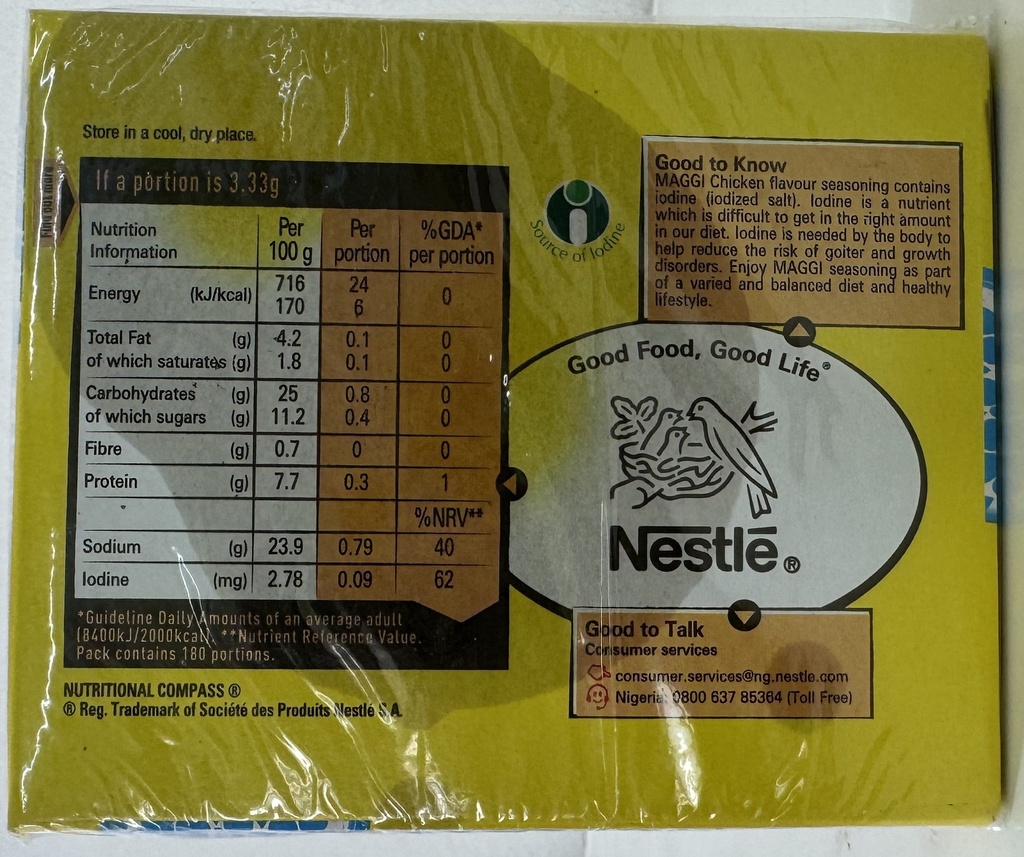 Store in a cool, dry place.
If a portion is 3.33g
Nutrition Information Per 100 g Per portion %GDA* per portion
Energy (kJ/kcal) 716 170 24 6 0
Total Fat (g) 4.2 0.1 0
of which saturates (g) 1.8 0.1 0
Carbohydrates (g) 25 0.8 0
of which sugars (g) 11.2 0.4 0
Fibre (g) 0.7 0 0
Protein (g) 7.7 0.3 1
%NRV**
Sodium (g) 23.9 0.79 40
Iodine (mg) 2.78 0.09 62
*Guideline Daily Amounts of an average adult
(8400kJ/2000kcal). **Nutrient Reference Value.
Pack contains 180 portions.
NUTRITIONAL COMPASS ®
® Reg. Trademark of Société des Produits Nestlé S.A.
Source of Iodine
Good to Know
MAGGI Chicken flavour seasoning contains
iodine (iodized salt). Iodine is a nutrient
which is difficult to get in the right amount
in our diet. Iodine is needed by the body to
help reduce the risk of goiter and growth
disorders. Enjoy MAGGI seasoning as part
of a varied and balanced diet and healthy
lifestyle.
Good Food, Good Life®
Nestlé®
Good to Talk
Consumer services
consumer.services@ng.nestle.com
Nigeria: 0800 637 85364 (Toll Free)